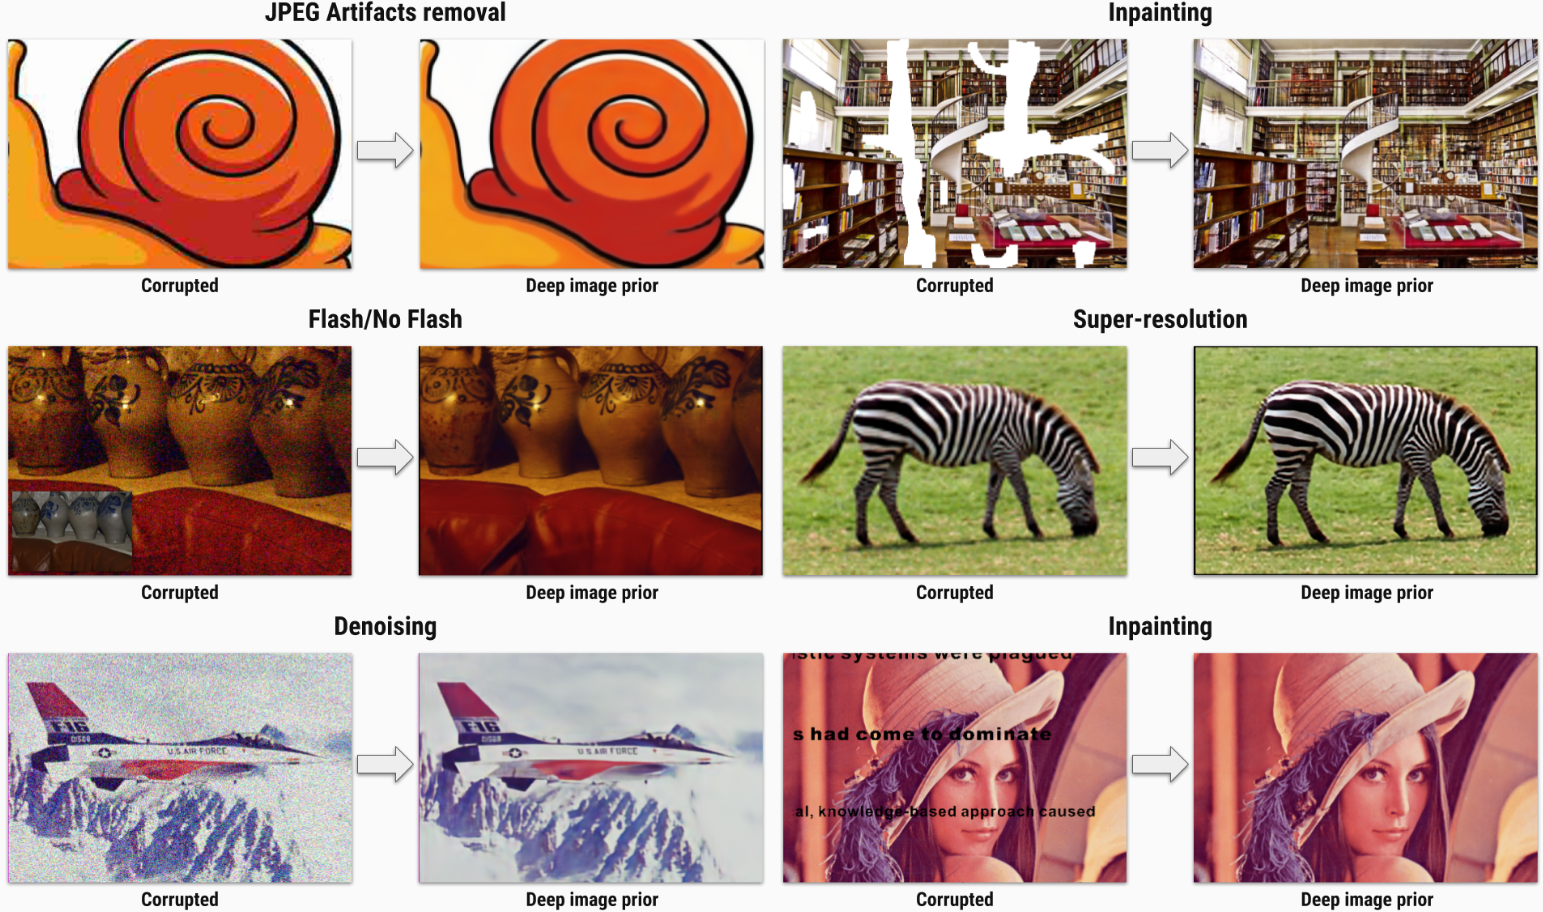 JPEG Artifacts removal
Inpainting
Corrupted
Deep image prior
Corrupted
Deep image prior
Flash/No Flash
Super-resolution
Corrupted
Deep image prior
Corrupted
Deep image prior
Denoising
Inpainting
F16
01568
U.S. AIR FORCE
F16
01568
U.S. AIR FORCE
istic systems were plagued
s had come to dominate
al, knowledge-based approach caused
Corrupted
Deep image prior
Corrupted
Deep image prior